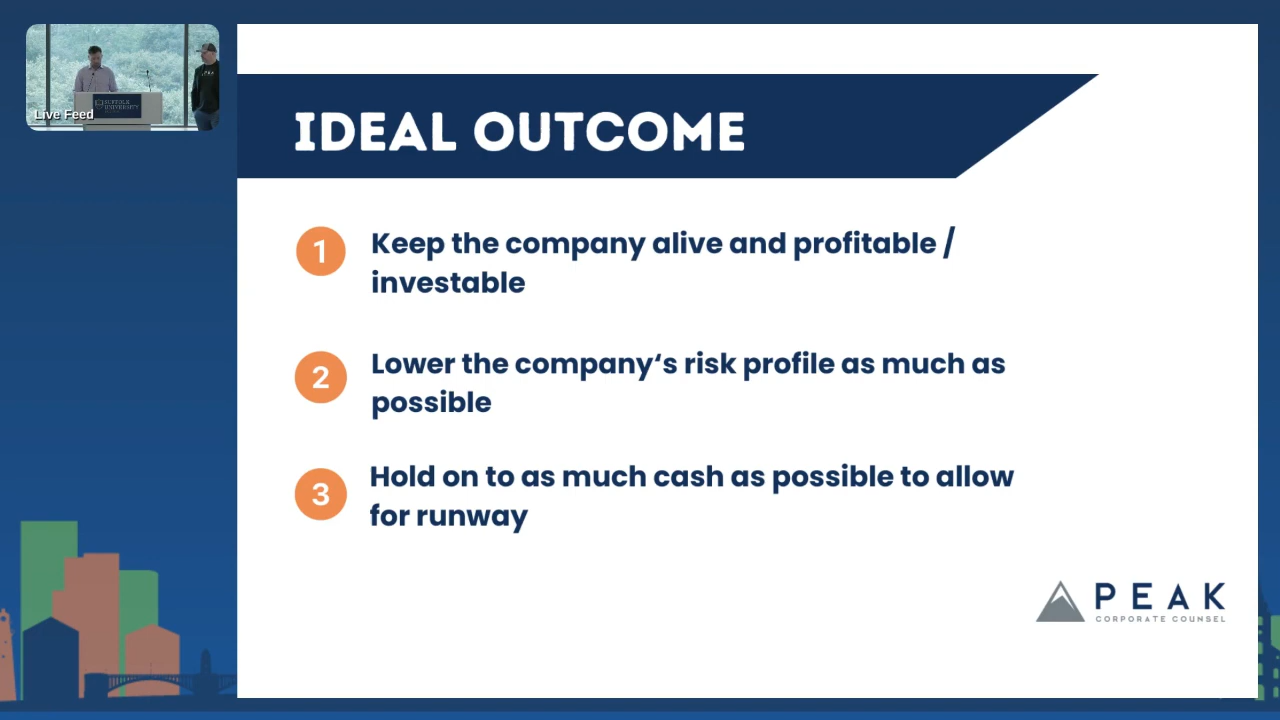 Live Feed
SUFFOLK
UNIVERSITY
IDEAL OUTCOME
1
Keep the company alive and profitable /
investable
2
Lower the company‘s risk profile as much as
possible
3
Hold on to as much cash as possible to allow
for runway
PEAK
CORPORATE COUNSEL